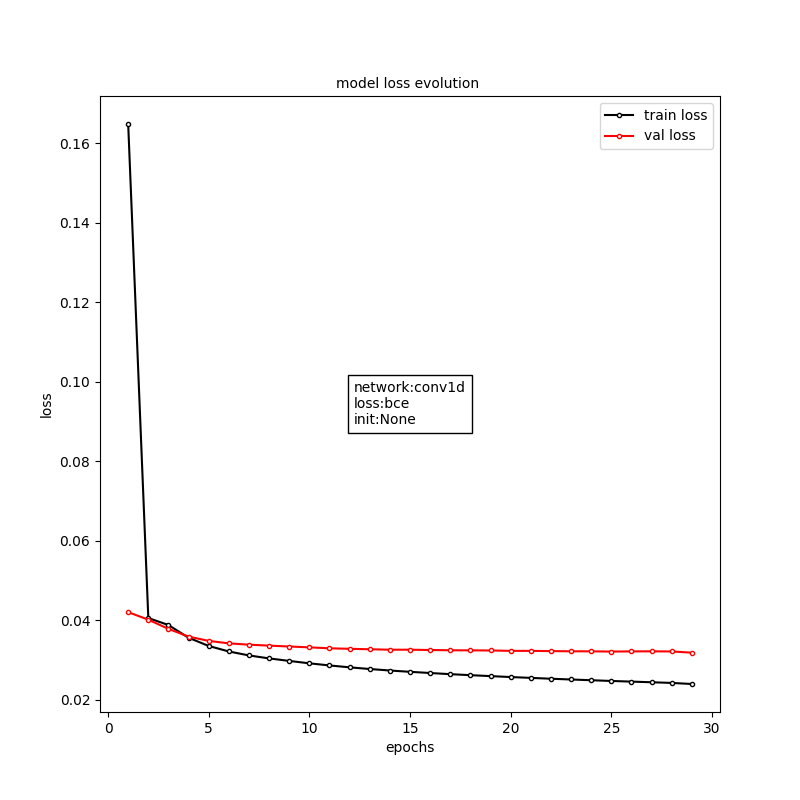 model loss evolution
train loss
val loss
0.16
0.14
0.12
0.10
0.08
0.06
0.04
0.02
loss
network:conv1d
loss:bce
init:None
0
5
10
15
20
25
30
epochs